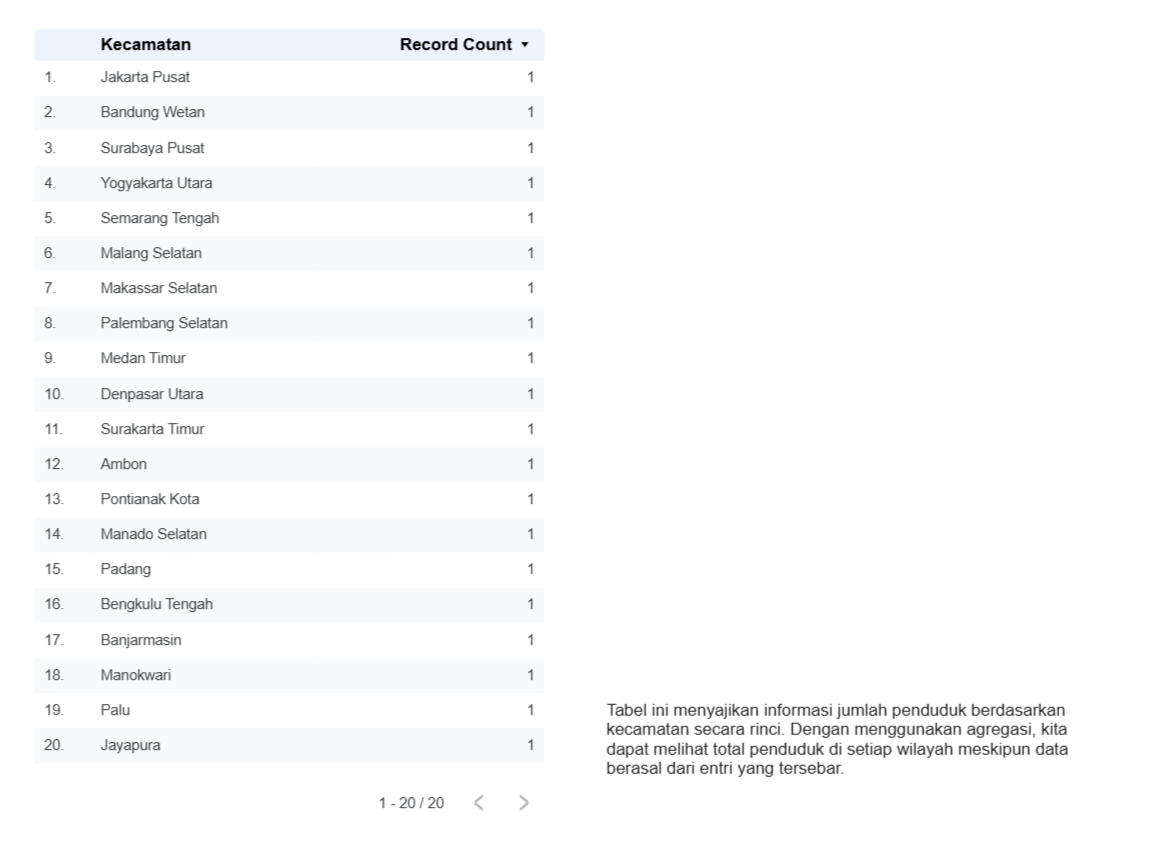 Kecamatan Record Count
1. Jakarta Pusat 1
2. Bandung Wetan 1
3. Surabaya Pusat 1
4. Yogyakarta Utara 1
5. Semarang Tengah 1
6. Malang Selatan 1
7. Makassar Selatan 1
8. Palembang Selatan 1
9. Medan Timur 1
10. Denpasar Utara 1
11. Surakarta Timur 1
12. Ambon 1
13. Pontianak Kota 1
14. Manado Selatan 1
15. Padang 1
16. Bengkulu Tengah 1
17. Banjarmasin 1
18. Manokwari 1
19. Palu 1
20. Jayapura 1
1 - 20 / 20
Tabel ini menyajikan informasi jumlah penduduk berdasarkan
kecamatan secara rinci. Dengan menggunakan agregasi, kita
dapat melihat total penduduk di setiap wilayah meskipun data
berasal dari entri yang tersebar.